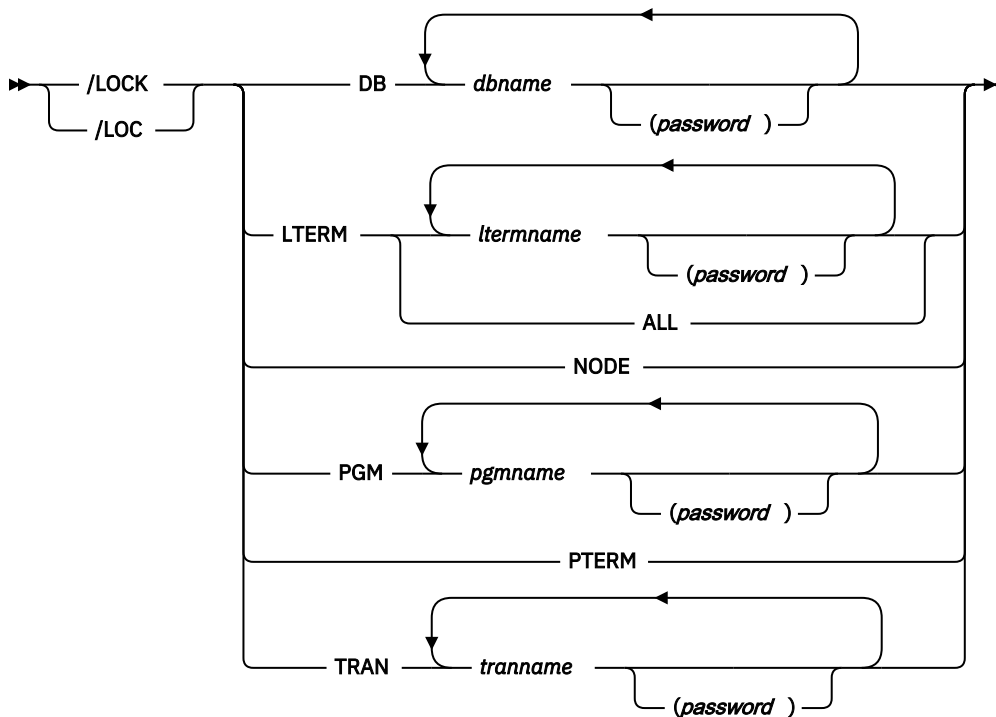 /LOCK DB dbname
/LOC (password )
LTERM ltermname
(password )
ALL
NODE
PGM pgmname
(password )
PTERM
TRAN tranname
(password )